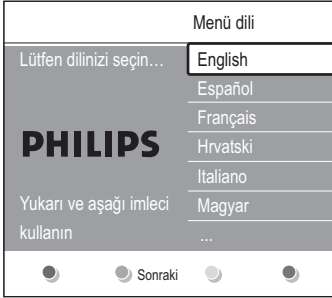 Menü dili
Lütfen dilinizi seçin…
English
Español
Français
PHILIPS
Hrvatski
Italiano
Yukarı ve aşağı imleci
kullanın
Magyar
...
Sonraki